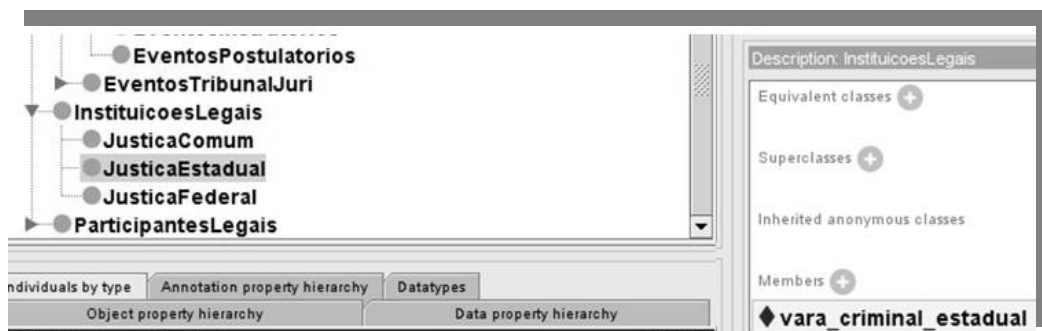 EventosPostulatorios
EventosTribunalJuri
InstituicoesLegais
JusticaComum
JusticaEstadual
JusticaFederal
ParticipantesLegais
ndividuals by type
Annotation property hierarchy
Datatypes
Object property hierarchy
Data property hierarchy
Description: InstituicoesLegais
Equivalent classes
Superclasses
Inherited anonymous classes
Members
vara_criminal_estadual